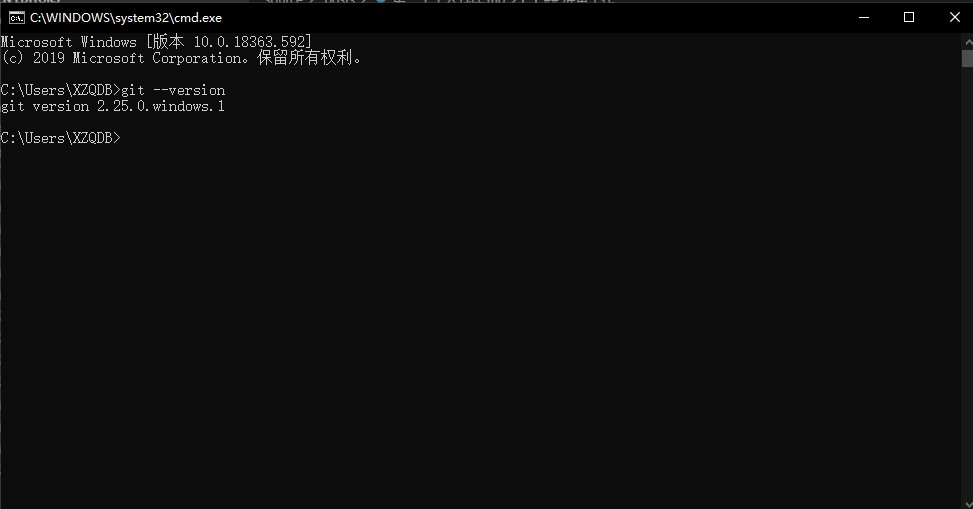 C:\WINDOWS\system32\cmd.exe
Microsoft Windows [版本 10.0.18363.592]
(c) 2019 Microsoft Corporation。保留所有权利。
C:\Users\XZQDB>git --version
git version 2.25.0.windows.1
C:\Users\XZQDB>